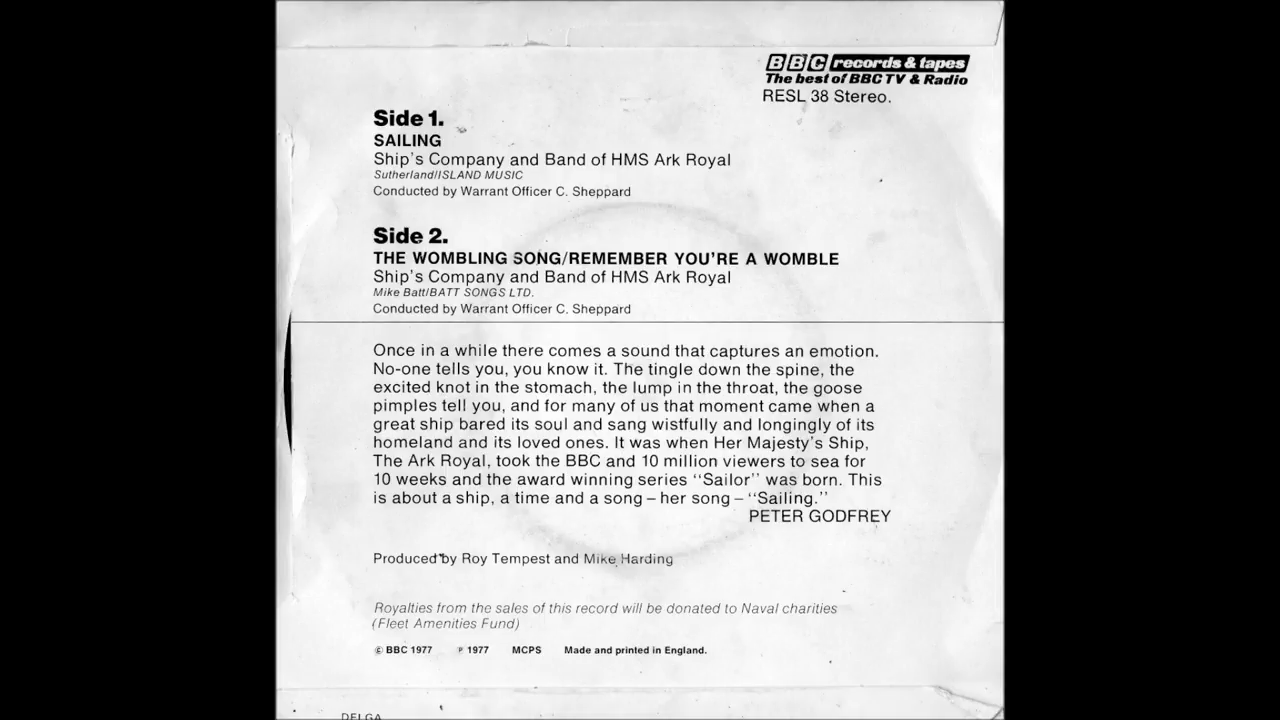 BBC records & tapes
The best of BBC TV & Radio
RESL 38 Stereo.
Side 1.
SAILING
Ship's Company and Band of HMS Ark Royal
Sutherland/ISLAND MUSIC
Conducted by Warrant Officer C. Sheppard
Side 2.
THE WOMBLING SONG/REMEMBER YOU'RE A WOMBLE
Ship's Company and Band of HMS Ark Royal
Mike Batt/BATT SONGS LTD.
Conducted by Warrant Officer C. Sheppard
Once in a while there comes a sound that captures an emotion.
No-one tells you, you know it. The tingle down the spine, the
excited knot in the stomach, the lump in the throat, the goose
pimples tell you, and for many of us that moment came when a
great ship bared its soul and sang wistfully and longingly of its
homeland and its loved ones. It was when Her Majesty's Ship,
The Ark Royal, took the BBC and 10 million viewers to sea for
10 weeks and the award winning series ‘‘Sailor’’ was born. This
is about a ship, a time and a song – her song – ‘‘Sailing.’’
PETER GODFREY
Produced by Roy Tempest and Mike Harding
Royalties from the sales of this record will be donated to Naval charities
(Fleet Amenities Fund)
© BBC 1977 ℗ 1977 MCPS Made and printed in England.
DELGA